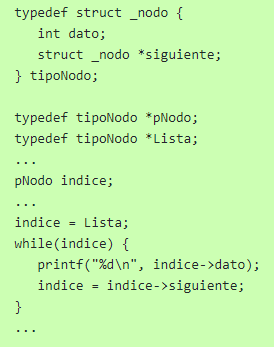 typedef struct _nodo {
   int dato;
   struct _nodo *siguiente;
} tipoNodo;

typedef tipoNodo *pNodo;
typedef tipoNodo *Lista;
...
pNodo indice;
...
indice = Lista;
while(indice) {
   printf("%d\n", indice->dato);
   indice = indice->siguiente;
}
...